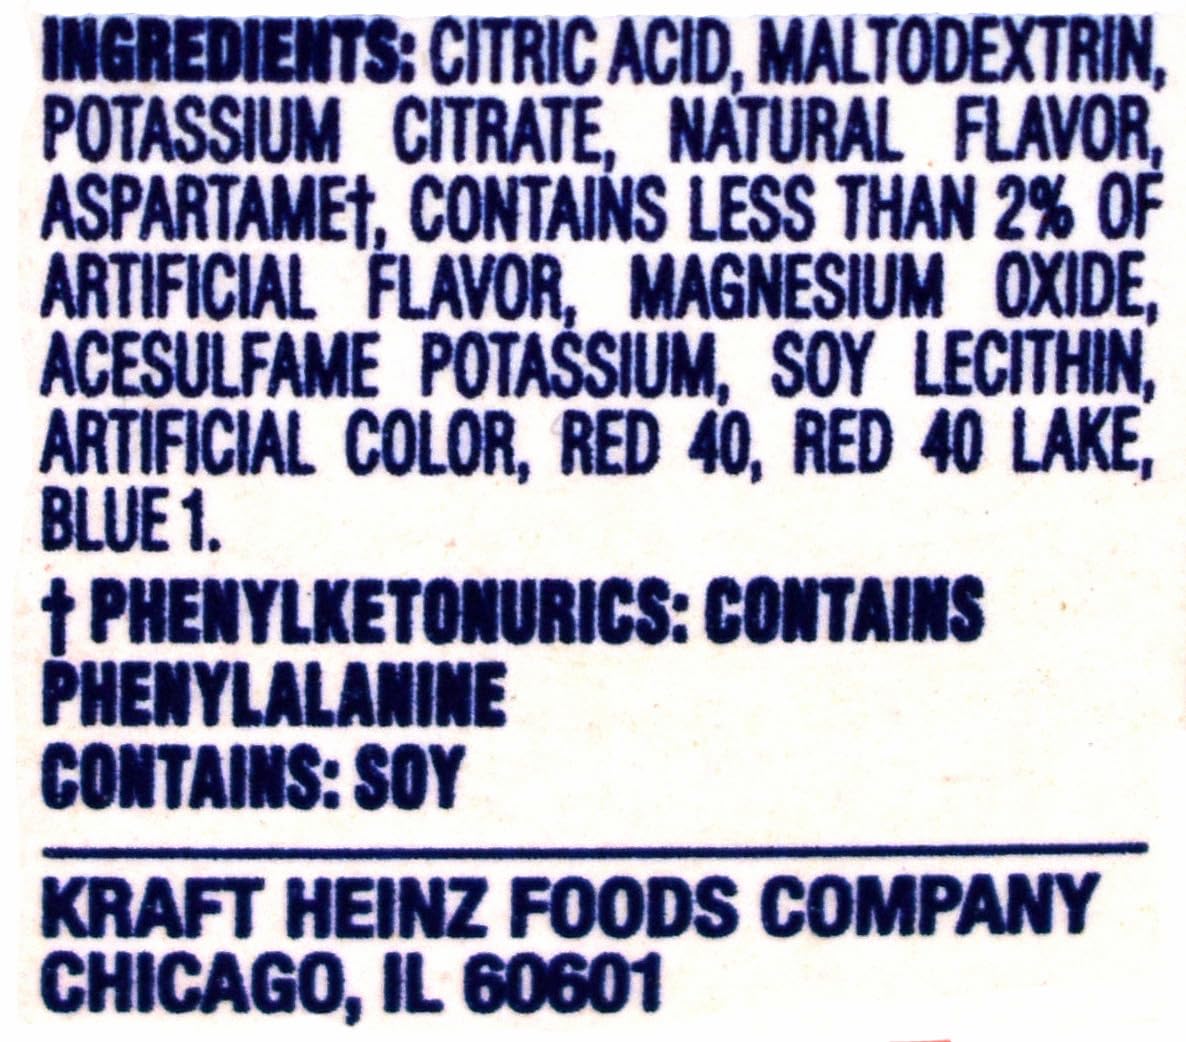 INGREDIENTS: CITRIC ACID, MALTODEXTRIN,
POTASSIUM CITRATE, NATURAL FLAVOR,
ASPARTAME†, CONTAINS LESS THAN 2% OF
ARTIFICIAL FLAVOR, MAGNESIUM OXIDE,
ACESULFAME POTASSIUM, SOY LECITHIN,
ARTIFICIAL COLOR, RED 40, RED 40 LAKE,
BLUE 1.
† PHENYLKETONURICS: CONTAINS
PHENYLALANINE
CONTAINS: SOY
KRAFT HEINZ FOODS COMPANY
CHICAGO, IL 60601